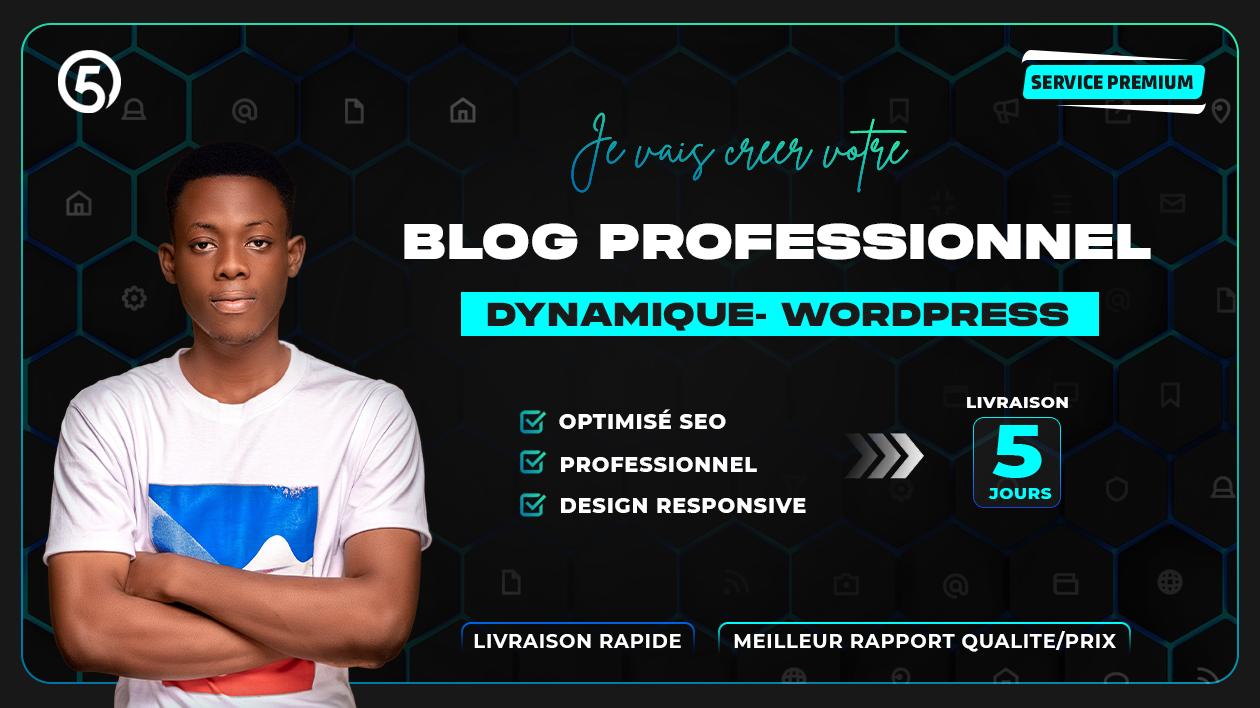 5
SERVICE PREMIUM
Je vais creer votre
BLOG PROFESSIONNEL
DYNAMIQUE- WORDPRESS
OPTIMISÉ SEO
PROFESSIONNEL
DESIGN RESPONSIVE
LIVRAISON
5
JOURS
LIVRAISON RAPIDE
MEILLEUR RAPPORT QUALITE/PRIX